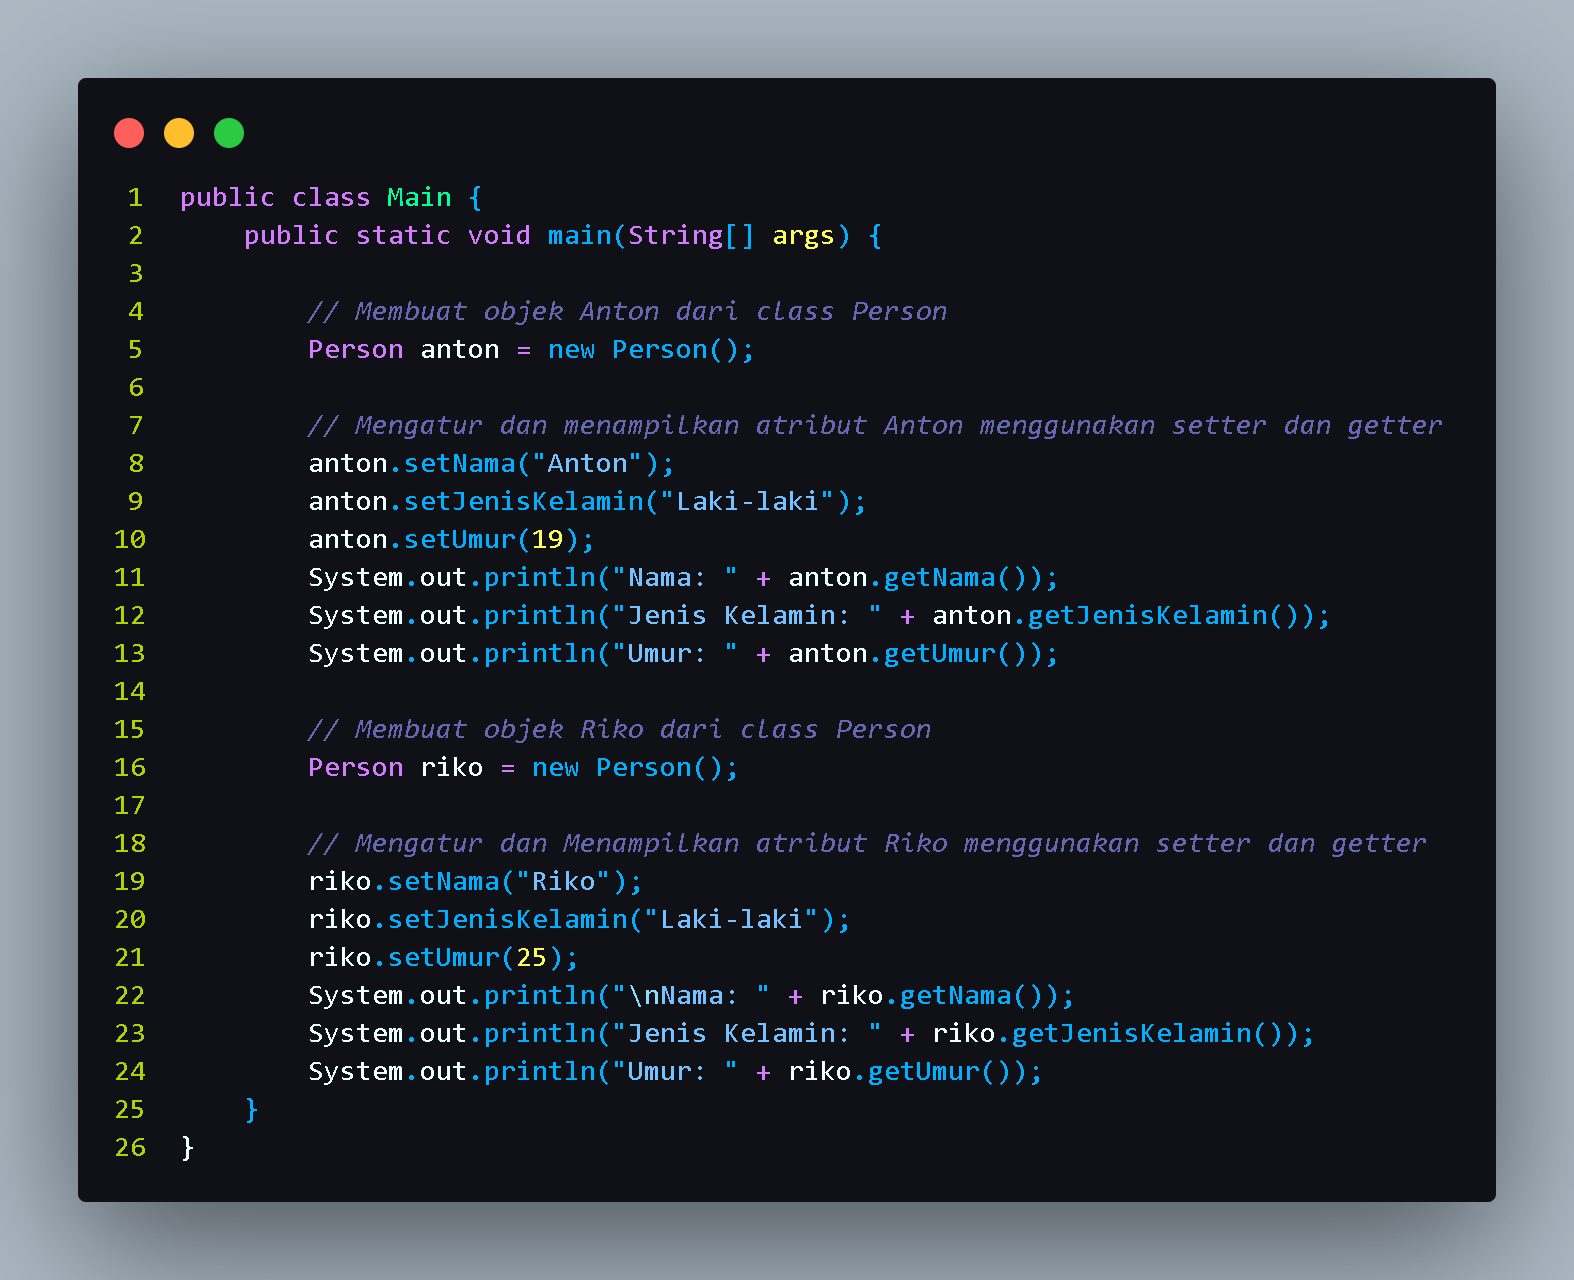 1 public class Main {
2     public static void main(String[] args) {
3
4         // Membuat objek Anton dari class Person
5         Person anton = new Person();
6
7         // Mengatur dan menampilkan atribut Anton menggunakan setter dan getter
8         anton.setNama("Anton");
9         anton.setJenisKelamin("Laki-laki");
10         anton.setUmur(19);
11         System.out.println("Nama: " + anton.getNama());
12         System.out.println("Jenis Kelamin: " + anton.getJenisKelamin());
13         System.out.println("Umur: " + anton.getUmur());
14
15         // Membuat objek Riko dari class Person
16         Person riko = new Person();
17
18         // Mengatur dan Menampilkan atribut Riko menggunakan setter dan getter
19         riko.setNama("Riko");
20         riko.setJenisKelamin("Laki-laki");
21         riko.setUmur(25);
22         System.out.println("\nNama: " + riko.getNama());
23         System.out.println("Jenis Kelamin: " + riko.getJenisKelamin());
24         System.out.println("Umur: " + riko.getUmur());
25     }
26 }